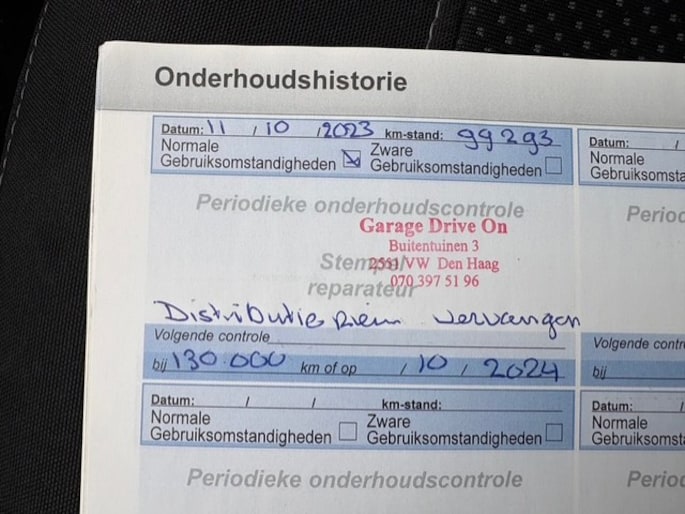 Onderhoudshistorie
Datum: 11 / 10 / 2023 km-stand: 99293
Normale Gebruiksomstandigheden Zware Gebruiksomstandigheden
Periodieke onderhoudscontrole
Garage Drive On
Buitentuinen 3
Stempel
VW Den Haag
reparateur
070 397 51 96
Distributie Riem vervangen
Volgende controle
bij 130.000 km of op / 10 / 2024
Datum: / / km-stand:
Normale Gebruiksomstandigheden Zware Gebruiksomstandigheden
Periodieke onderhoudscontrole
Datum: /
Normale
Gebruiksomsta
Period
Volgende contr
bij
Datum: /
Normale
Gebruiksomsta
Period